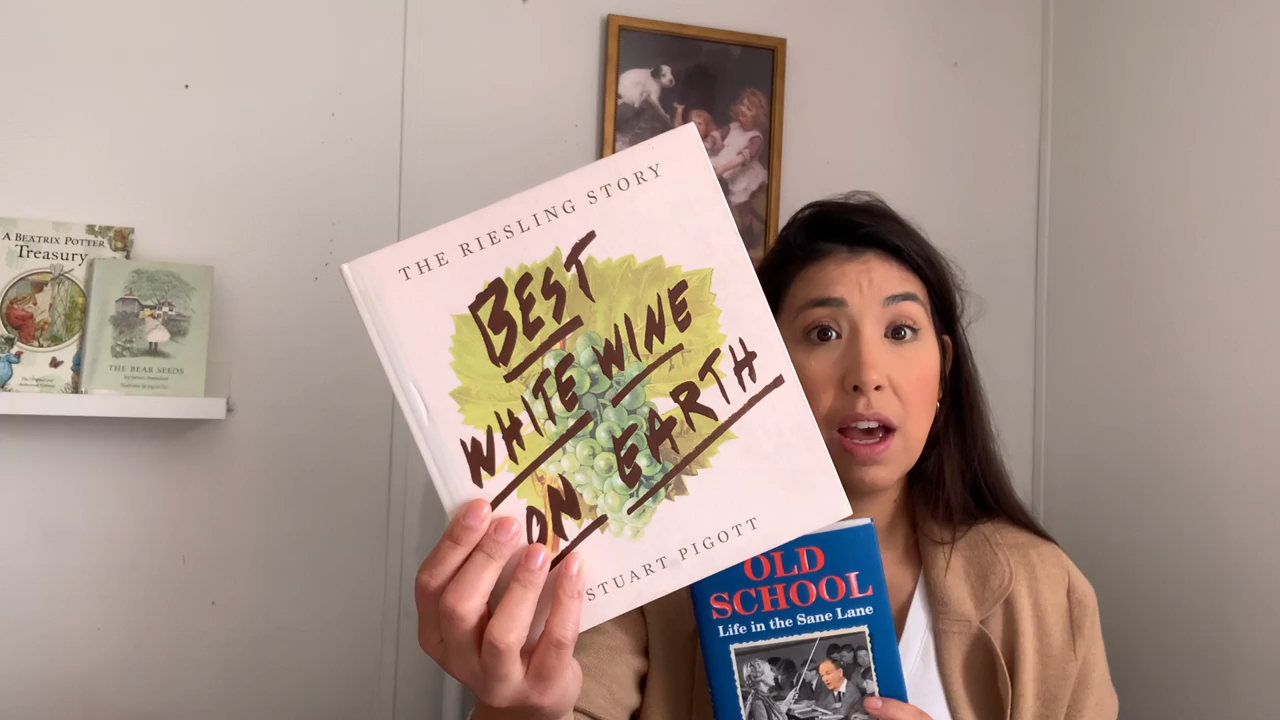 A BEATRIX POTTER
Treasury
THE BEAR SEEDS
THE RIESLING STORY
BEST
WHITE WINE
ON EARTH
STUART PIGOTT
OLD
SCHOOL
Life in the Sane Lane